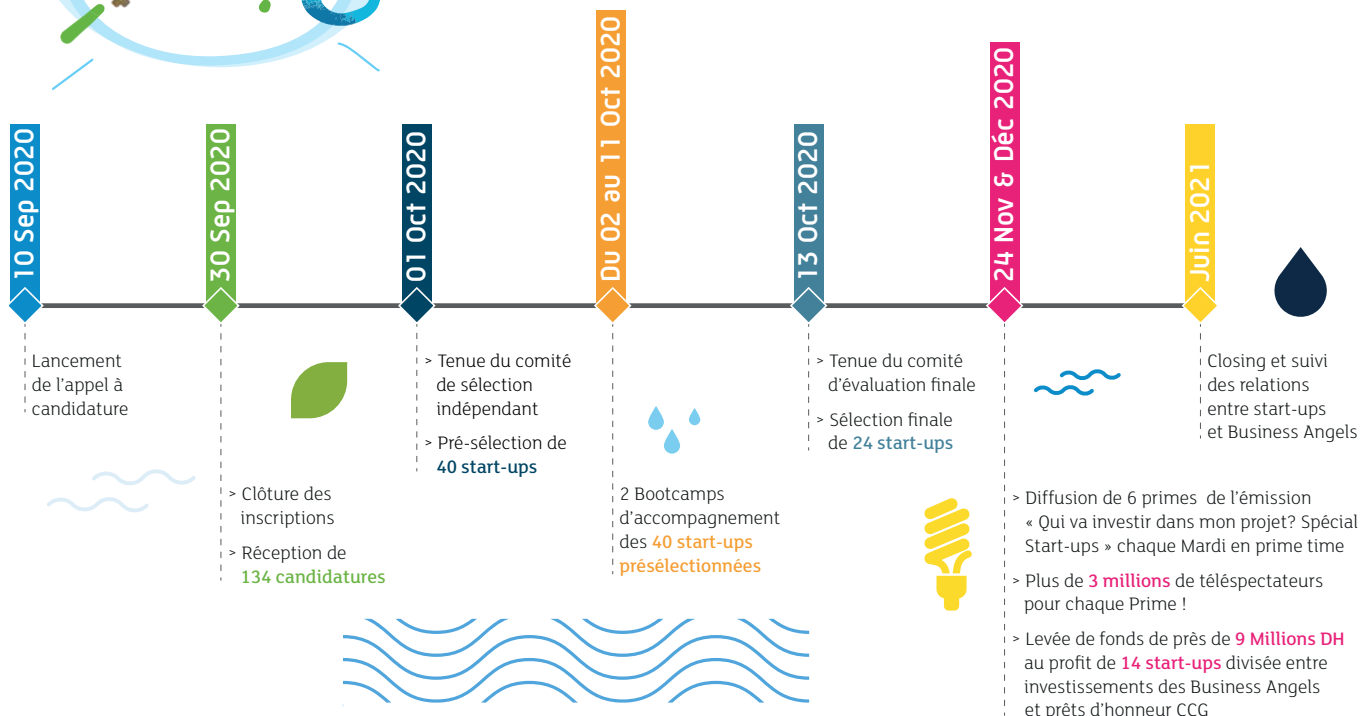 10 Sep 2020
Lancement
de l'appel à
candidature
30 Sep 2020
> Clôture des
inscriptions
> Réception de
134 candidatures
01 Oct 2020
> Tenue du comité
de sélection
indépendant
> Pré-sélection de
40 start-ups
Du 02 au 11 Oct 2020
2 Bootcamps
d'accompagnement
des 40 start-ups
présélectionnées
13 Oct 2020
> Tenue du comité
d'évaluation finale
> Sélection finale
de 24 start-ups
24 Nov & Déc 2020
> Diffusion de 6 primes de l'émission
« Qui va investir dans mon projet? Spécial
Start-ups » chaque Mardi en prime time
> Plus de 3 millions de téléspectateurs
pour chaque Prime !
> Levée de fonds de près de 9 Millions DH
au profit de 14 start-ups divisée entre
investissements des Business Angels
et prêts d'honneur CCG
Juin 2021
Closing et suivi
des relations
entre start-ups
et Business Angels